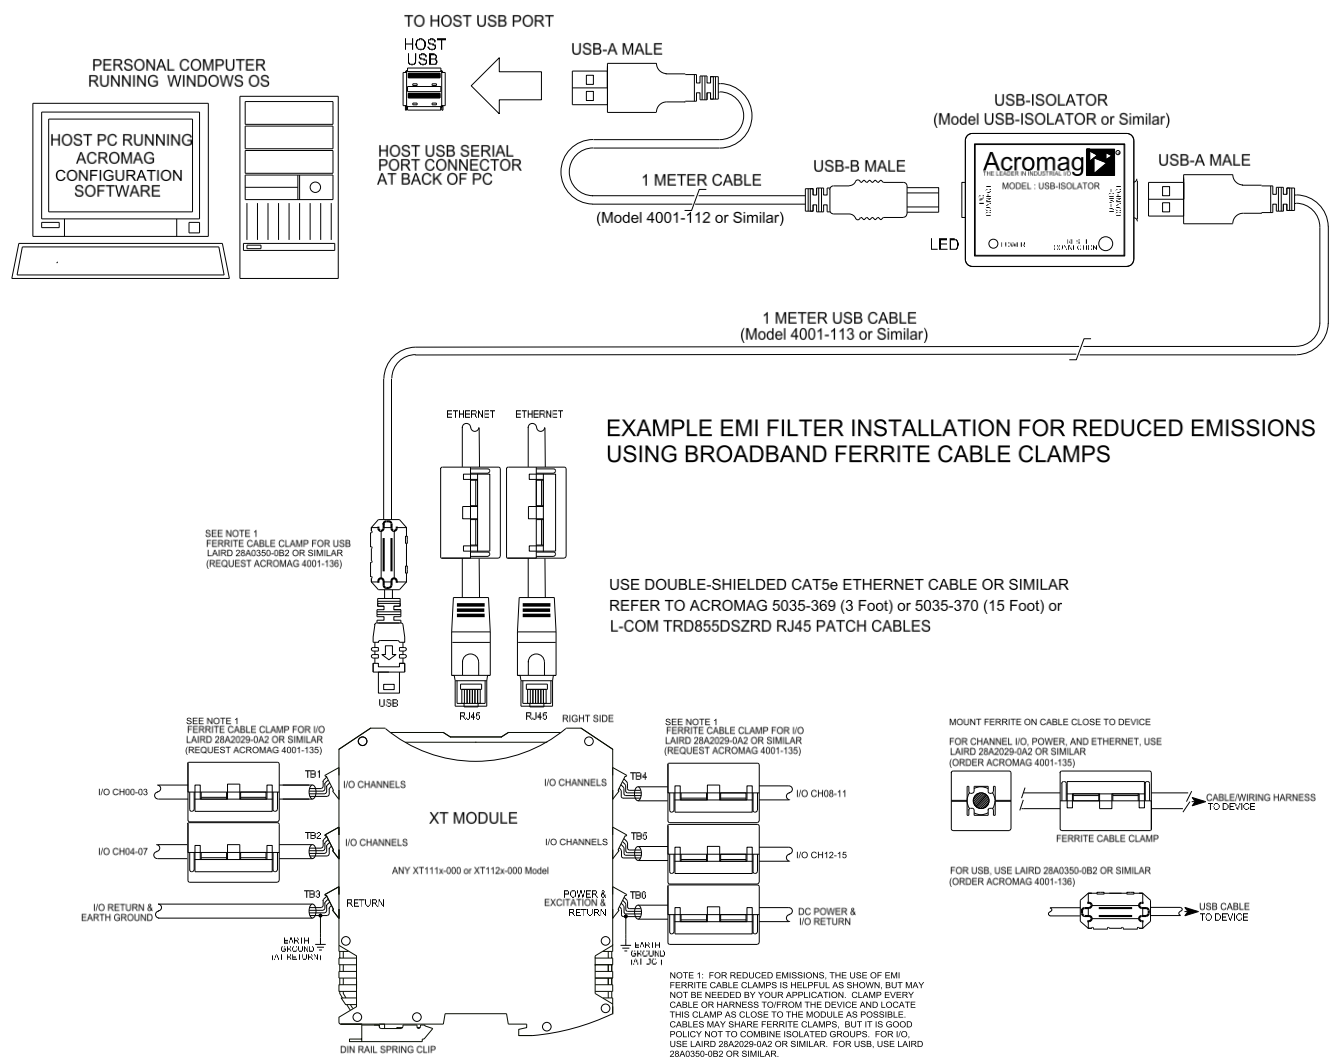 TO HOST USB PORT
HOST
USB
USB-A MALE
PERSONAL COMPUTER
RUNNING WINDOWS OS
HOST PC RUNNING
ACROMAG
CONFIGURATION
SOFTWARE
HOST USB SERIAL
PORT CONNECTOR
AT BACK OF PC
1 METER CABLE
(Model 4001-112 or Similar)
USB-B MALE
USB-ISOLATOR
(Model USB-ISOLATOR or Similar)
Acromag
THE LEADER IN INDUSTRIAL I/O
MODEL : USB-ISOLATOR
CONNECT
CONNECT
LED
POWER
CONNECTION
USB-A MALE
1 METER USB CABLE
(Model 4001-113 or Similar)
ETHERNET
ETHERNET
EXAMPLE EMI FILTER INSTALLATION FOR REDUCED EMISSIONS
USING BROADBAND FERRITE CABLE CLAMPS
SEE NOTE 1
FERRITE CABLE CLAMP FOR USB
LAIRD 28A0350-0B2 OR SIMILAR
(REQUEST ACROMAG 4001-136)
USE DOUBLE-SHIELDED CAT5e ETHERNET CABLE OR SIMILAR
REFER TO ACROMAG 5035-369 (3 Foot) or 5035-370 (15 Foot) or
L-COM TRD855DSZRD RJ45 PATCH CABLES
USB
RJ45
RJ45
RIGHT SIDE
SEE NOTE 1
FERRITE CABLE CLAMP FOR I/O
LAIRD 28A2029-0A2 OR SIMILAR
(REQUEST ACROMAG 4001-135)
SEE NOTE 1
FERRITE CABLE CLAMP FOR I/O
LAIRD 28A2029-0A2 OR SIMILAR
(REQUEST ACROMAG 4001-135)
MOUNT FERRITE ON CABLE CLOSE TO DEVICE
FOR CHANNEL I/O, POWER, AND ETHERNET, USE
LAIRD 28A2029-0A2 OR SIMILAR
(ORDER ACROMAG 4001-135)
CABLE/WIRING HARNESS
TO DEVICE
FERRITE CABLE CLAMP
FOR USB, USE LAIRD 28A0350-0B2 OR SIMILAR
(ORDER ACROMAG 4001-136)
USB CABLE
TO DEVICE
I/O CH00-03
TB1
I/O CHANNELS
I/O CHANNELS
TB4
I/O CH08-11
XT MODULE
I/O CH04-07
TB2
I/O CHANNELS
I/O CHANNELS
TB5
I/O CH12-15
ANY XT111x-000 or XT112x-000 Model
I/O RETURN &
EARTH GROUND
TB3
RETURN
POWER &
EXCITATION &
RETURN
TB6
DC POWER &
I/O RETURN
EARTH
GROUND
(AT RETURN)
EARTH
GROUND
DIN RAIL SPRING CLIP
NOTE 1: FOR REDUCED EMISSIONS, THE USE OF EMI
FERRITE CABLE CLAMPS IS HELPFUL AS SHOWN, BUT MAY
NOT BE NEEDED BY YOUR APPLICATION. CLAMP EVERY
CABLE OR HARNESS TO/FROM THE DEVICE AND LOCATE
THIS CLAMP AS CLOSE TO THE MODULE AS POSSIBLE.
CABLES MAY SHARE FERRITE CLAMPS, BUT IT IS GOOD
POLICY NOT TO COMBINE ISOLATED GROUPS. FOR I/O,
USE LAIRD 28A2029-0A2 OR SIMILAR. FOR USB, USE LAIRD
28A0350-0B2 OR SIMILAR.